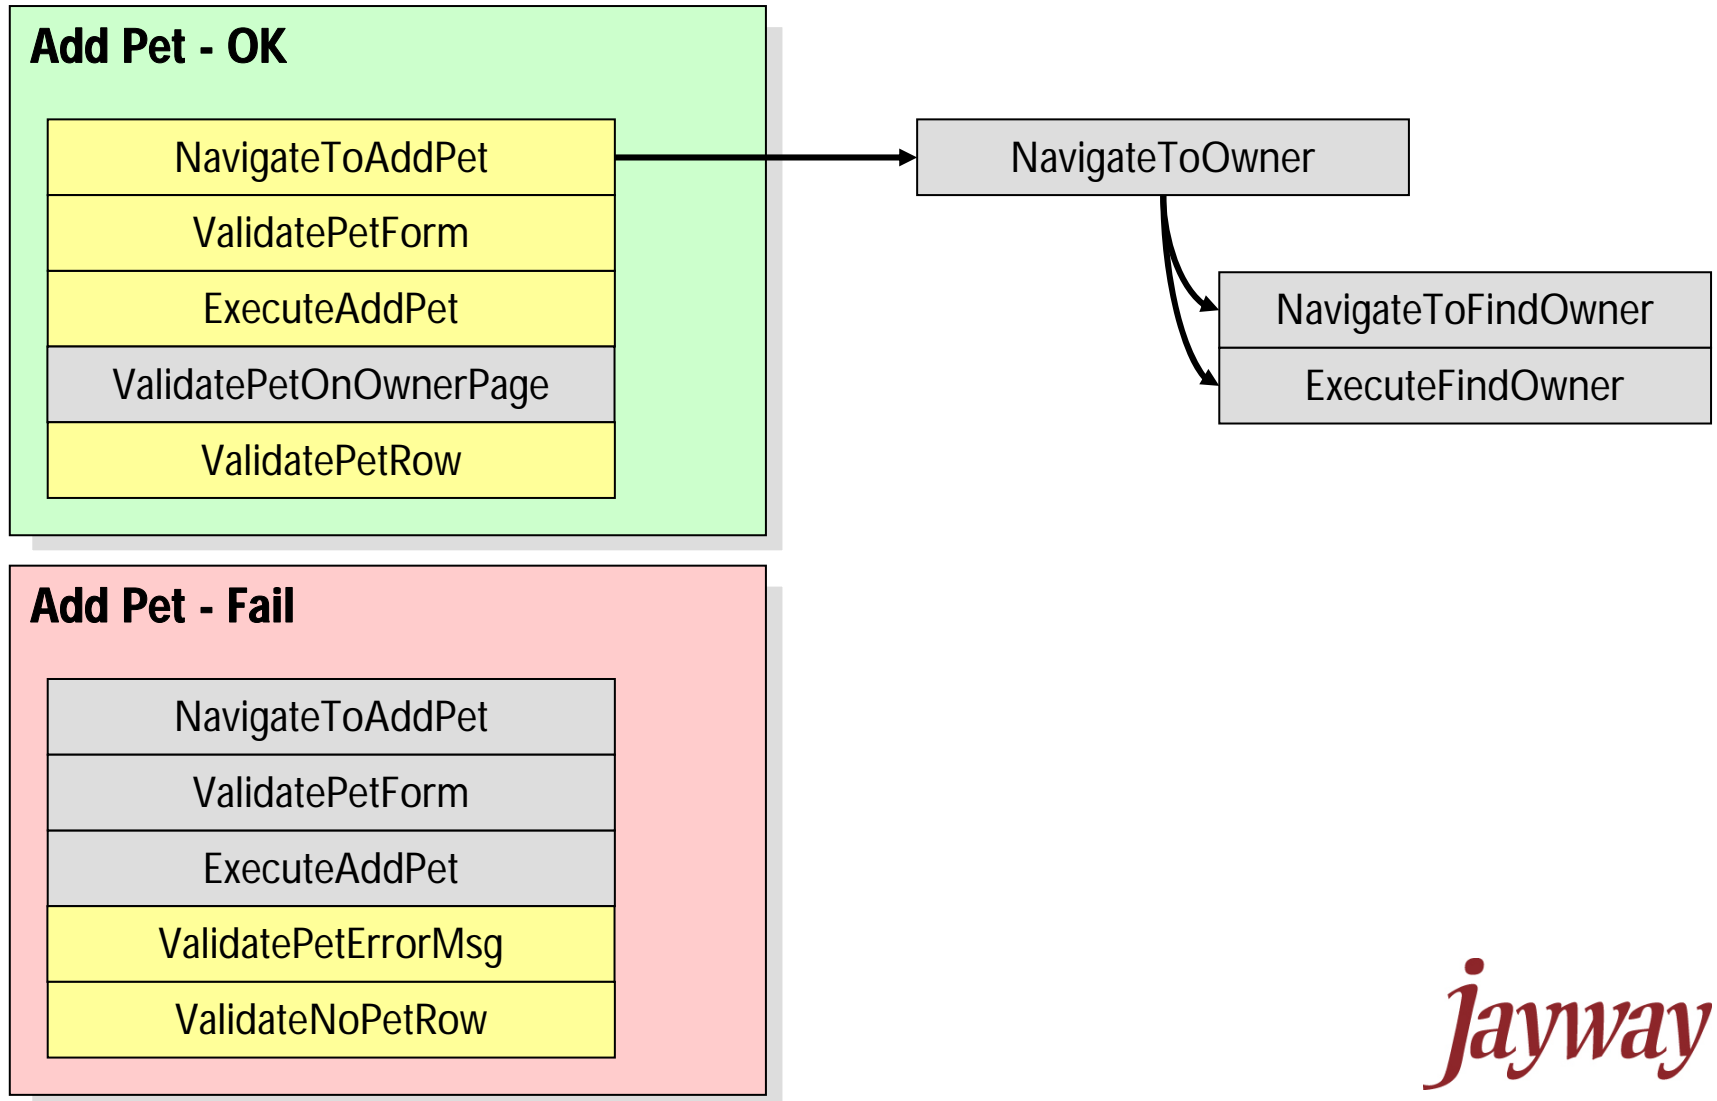 Add Pet - OK
NavigateToAddPet
NavigateToOwner
ValidatePetForm
ExecuteAddPet
NavigateToFindOwner
ValidatePetOnOwnerPage
ExecuteFindOwner
ValidatePetRow
Add Pet - Fail
NavigateToAddPet
ValidatePetForm
ExecuteAddPet
ValidatePetErrorMsg
ValidateNoPetRow
jayway